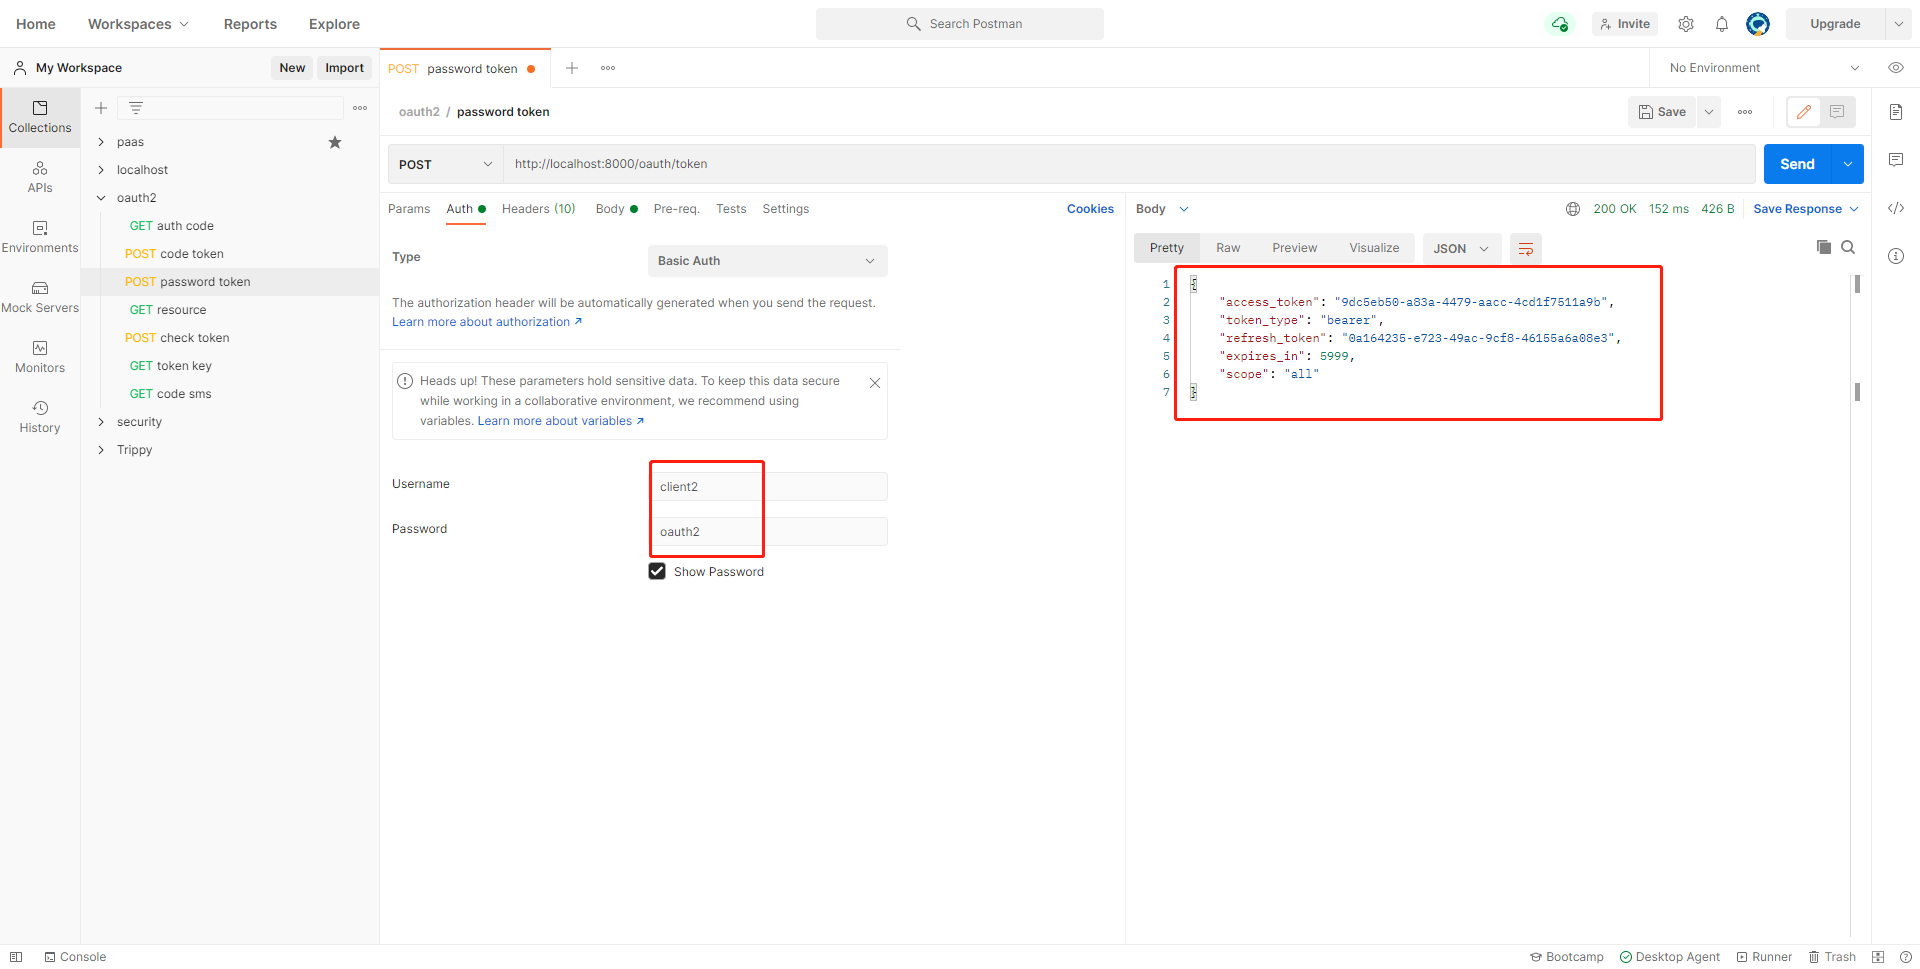 Home Workspaces Reports Explore Search Postman Invite Upgrade
My Workspace New Import POST password token No Environment
oauth2 / password token Save
Collections
APIs
Environments
Mock Servers
Monitors
History
paas
localhost
oauth2
GET auth code
POST code token
POST password token
GET resource
POST check token
GET token key
GET code sms
security
Trippy
POST http://localhost:8000/oauth/token Send
Params Auth Headers (10) Body Pre-req. Tests Settings Cookies
Type Basic Auth
The authorization header will be automatically generated when you send the request.
Learn more about authorization ↗
Heads up! These parameters hold sensitive data. To keep this data secure
while working in a collaborative environment, we recommend using
variables. Learn more about variables ↗
Username client2
Password oauth2
Show Password
Body 200 OK 152 ms 426 B Save Response
Pretty Raw Preview Visualize JSON
1 {
2 "access_token": "9dc5eb50-a83a-4479-aacc-4cd1f7511a9b",
3 "token_type": "bearer",
4 "refresh_token": "0a164235-e723-49ac-9cf8-46155a6a08e3",
5 "expires_in": 5999,
6 "scope": "all"
7 }
Console Bootcamp Desktop Agent Runner Trash